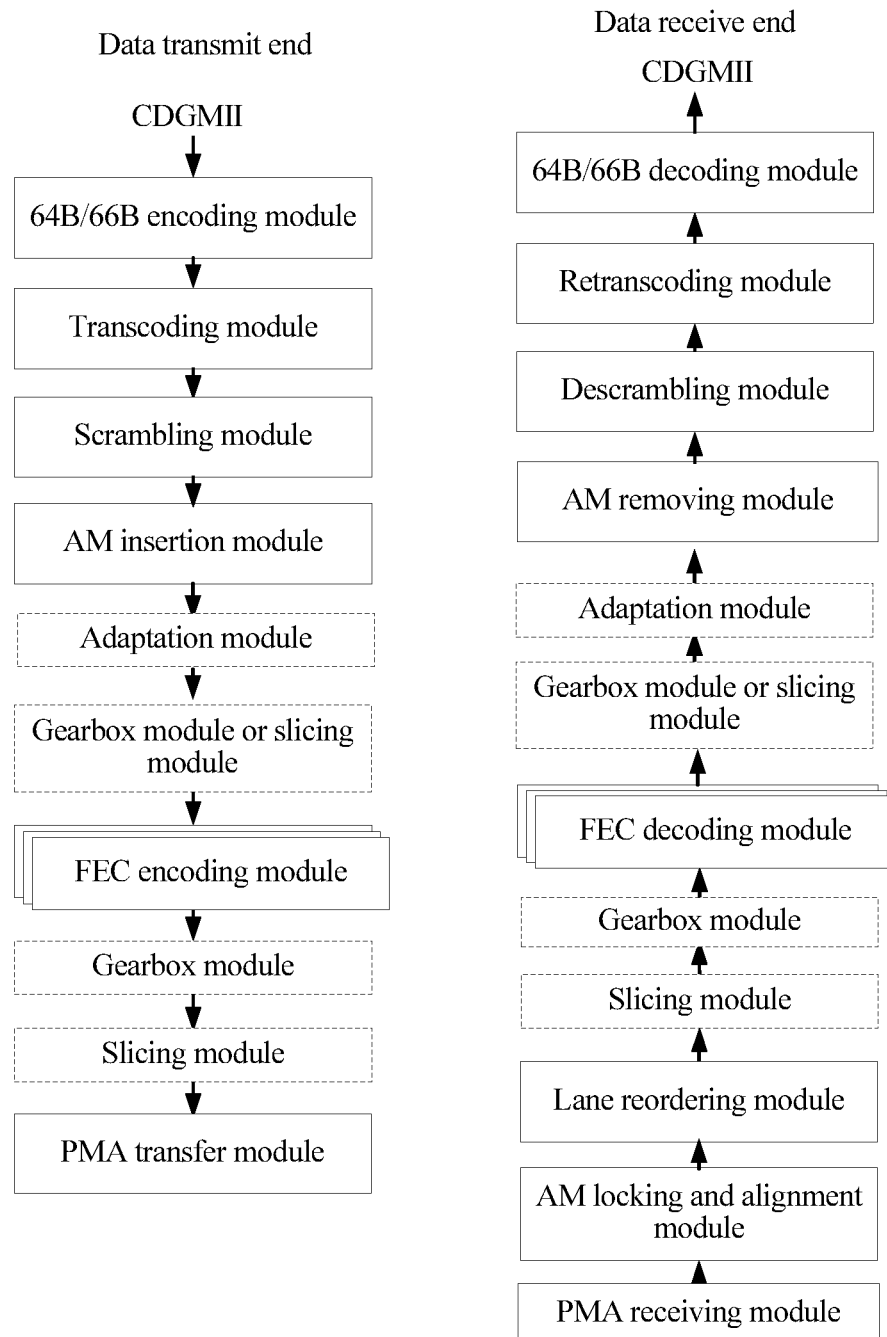 Data transmit end
CDGMII
64B/66B encoding module
Transcoding module
Scrambling module
AM insertion module
Adaptation module
Gearbox module or slicing
module
FEC encoding module
Gearbox module
Slicing module
PMA transfer module
Data receive end
CDGMII
64B/66B decoding module
Retranscoding module
Descrambling module
AM removing module
Adaptation module
Gearbox module or slicing
module
FEC decoding module
Gearbox module
Slicing module
Lane reordering module
AM locking and alignment
module
PMA receiving module